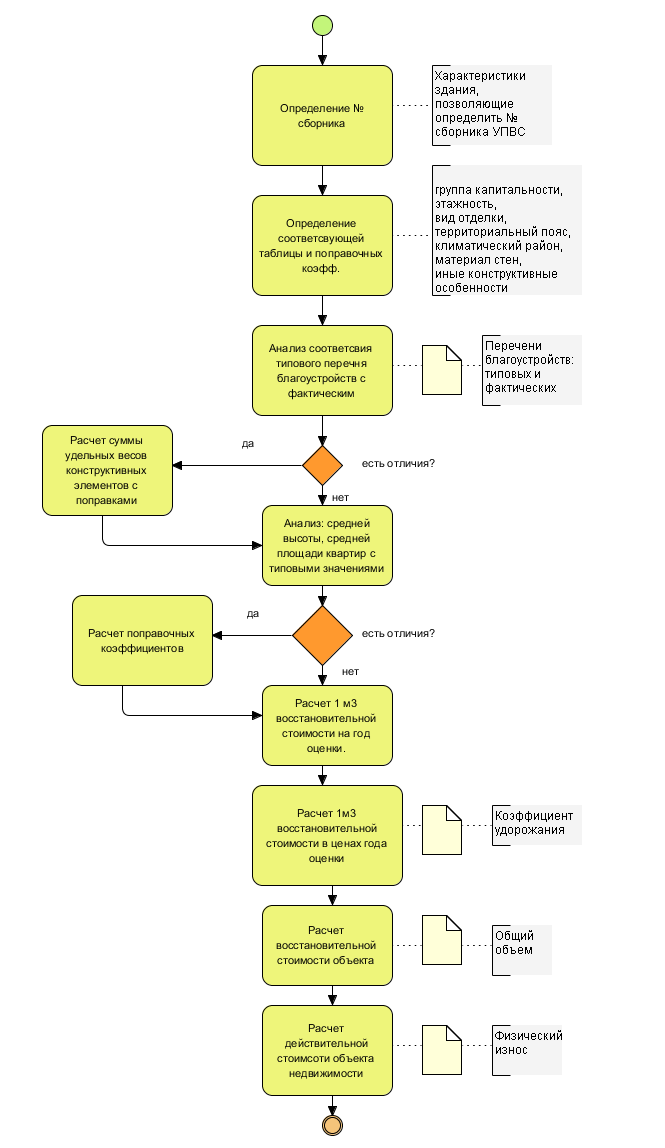 Определение №
сборника
Характеристики
здания,
позволяющие
определить №
сборника УПВС
Определение
соответсвующей
таблицы и поправочных
коэфф.
группа капитальности,
этажность,
вид отделки,
территориальный пояс,
климатический район,
материал стен,
иные конструктивные
особенности
Анализ соответсвия
типового перечня
благоустройств с
фактическим
Перечени
благоустройств:
типовых и
фактических
Расчет суммы
удельных весов
конструктивных
элементов с
поправками
да
есть отличия?
нет
Анализ: средней
высоты, средней
площади квартир с
типовыми значениями
Расчет поправочных
коэффициентов
да
есть отличия?
нет
Расчет 1 м3
восстановительной
стоимости на год
оценки.
Расчет 1м3
восстановительной
стоимости в ценах года
оценки
Коэффициент
удорожания
Расчет
восстановительной
стоимости объекта
Общий
объем
Расчет
действительной
стоимсоти объекта
недвижимости
Физический
износ